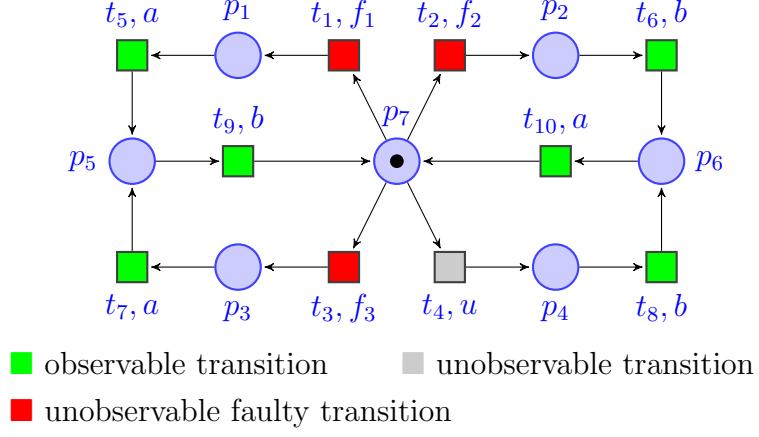 t₅, a p₁ t₁, f₁ t₂, f₂ p₂ t₆, b
t₉, b p₇ t₁₀, a
p₅ p₆
t₇, a p₃ t₃, f₃ t₄, u p₄ t₈, b
observable transition unobservable transition
unobservable faulty transition